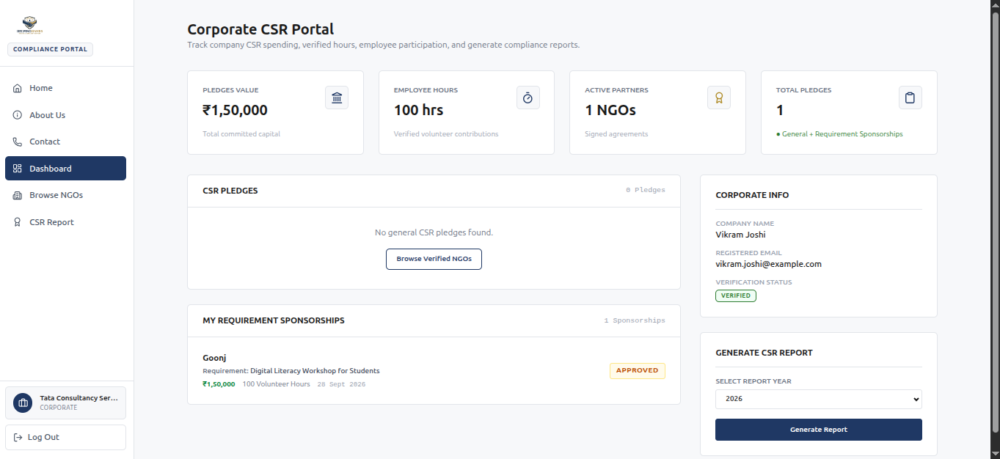 HELPINGHANDS
COMPLIANCE PORTAL
Home
About Us
Contact
Dashboard
Browse NGOs
CSR Report
Tata Consultancy Ser...
CORPORATE
Log Out
Corporate CSR Portal
Track company CSR spending, verified hours, employee participation, and generate compliance reports.
PLEDGES VALUE
₹1,50,000
Total committed capital
EMPLOYEE HOURS
100 hrs
Verified volunteer contributions
ACTIVE PARTNERS
1 NGOs
Signed agreements
TOTAL PLEDGES
1
● General + Requirement Sponsorships
CSR PLEDGES
0 Pledges
No general CSR pledges found.
Browse Verified NGOs
MY REQUIREMENT SPONSORSHIPS
1 Sponsorships
Goonj
Requirement: Digital Literacy Workshop for Students
₹1,50,000 100 Volunteer Hours 28 Sept 2026
APPROVED
CORPORATE INFO
COMPANY NAME
Vikram Joshi
REGISTERED EMAIL
vikram.joshi@example.com
VERIFICATION STATUS
VERIFIED
GENERATE CSR REPORT
SELECT REPORT YEAR
2026
Generate Report